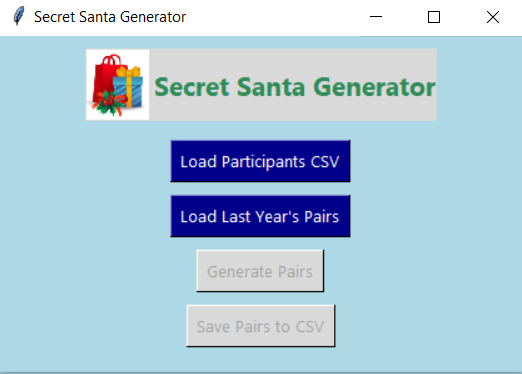 Secret Santa Generator
Secret Santa Generator
Load Participants CSV
Load Last Year's Pairs
Generate Pairs
Save Pairs to CSV